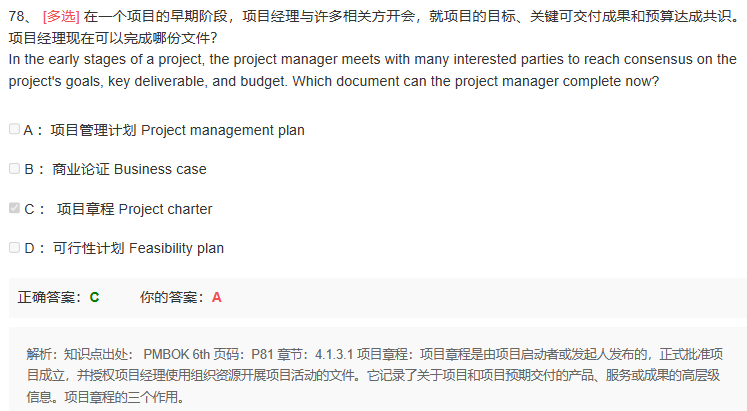 78、 [多选] 在一个项目的早期阶段，项目经理与许多相关方开会，就项目的目标、关键可交付成果和预算达成共识。
项目经理现在可以完成哪份文件？
In the early stages of a project, the project manager meets with many interested parties to reach consensus on the
project's goals, key deliverable, and budget. Which document can the project manager complete now?
A： 项目管理计划 Project management plan
B： 商业论证 Business case
C： 项目章程 Project charter
D： 可行性计划 Feasibility plan
正确答案：C 你的答案：A
解析：知识点出处： PMBOK 6th 页码：P81 章节：4.1.3.1 项目章程：项目章程是由项目启动者或发起人发布的，正式批准项
目成立，并授权项目经理使用组织资源开展项目活动的文件。它记录了关于项目和项目预期交付的产品、服务或成果的高层级
信息。项目章程的三个作用。